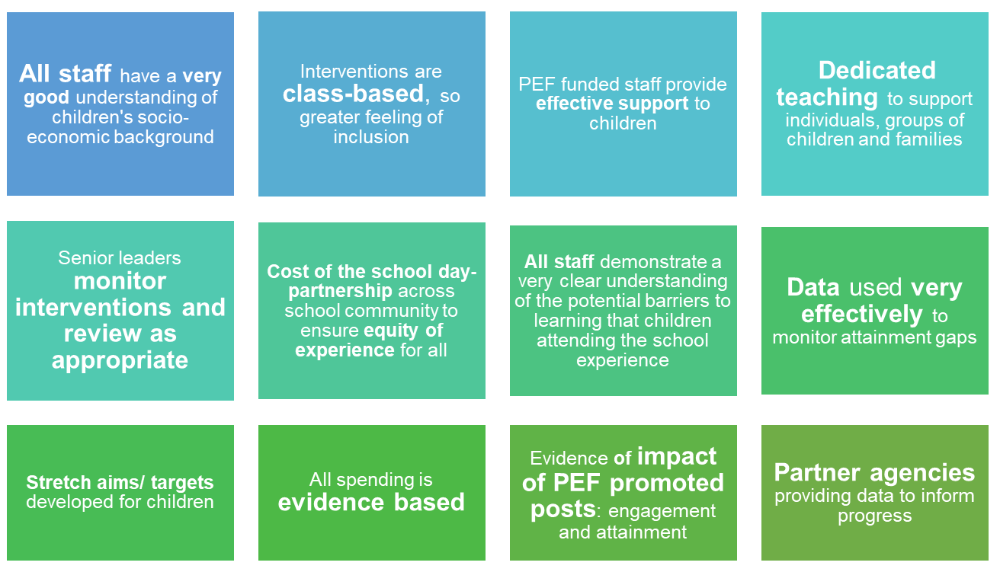 All staff have a very
good understanding of
children's socio-
economic background
Interventions are
class-based, so
greater feeling of
inclusion
PEF funded staff provide
effective support to
children
Dedicated
teaching to support
individuals, groups of
children and families
Senior leaders
monitor
interventions and
review as
appropriate
Cost of the school day-
partnership across
school community to
ensure equity of
experience for all
All staff demonstrate a
very clear understanding
of the potential barriers to
learning that children
attending the school
experience
Data used very
effectively to
monitor attainment gaps
Stretch aims/ targets
developed for children
All spending is
evidence based
Evidence of impact
of PEF promoted
posts: engagement
and attainment
Partner agencies
providing data to inform
progress